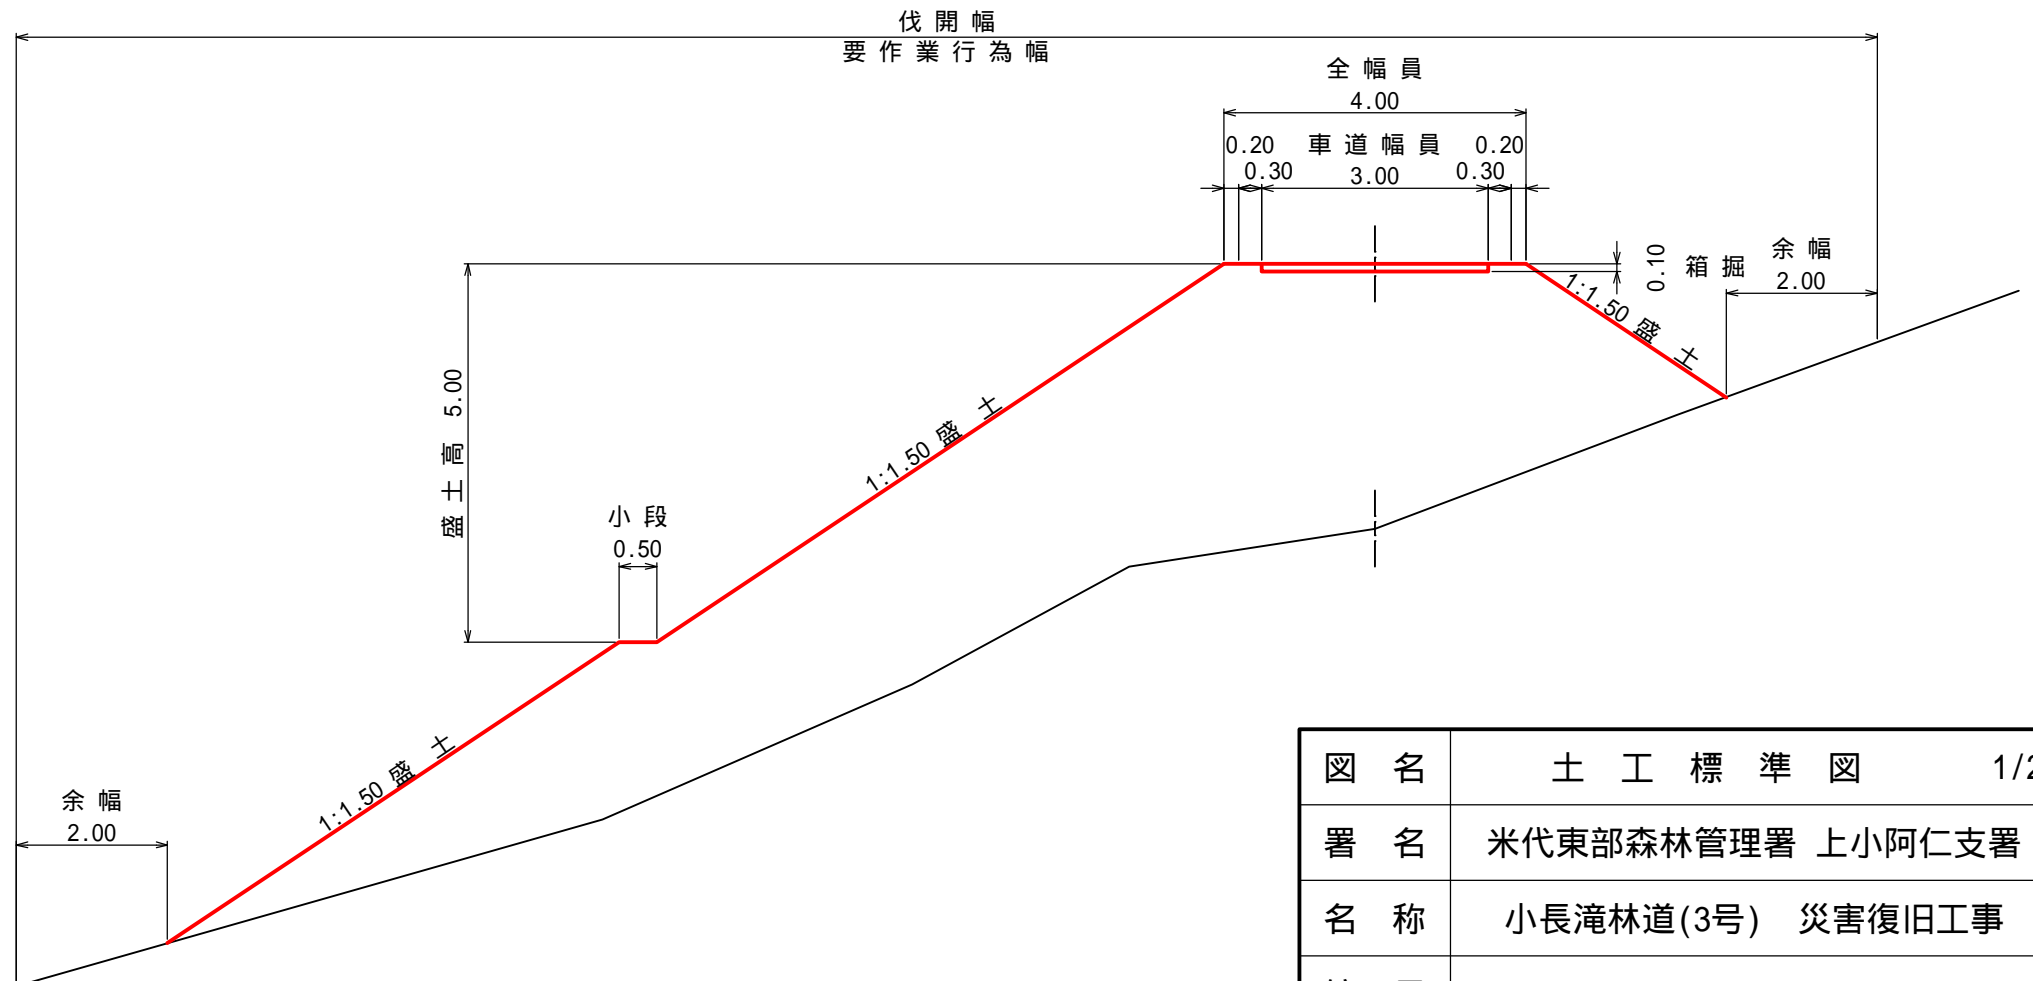 伐開幅
要作業行為幅
全幅員
4.00
0.20 車道幅員 0.20
0.30 3.00 0.30
0.10 箱掘
余幅
2.00
1:1.50 盛土
盛土高 5.00
1:1.50 盛土
小段
0.50
1:1.50 盛土
余幅
2.00
図名 土工標準図 1/2
署名 米代東部森林管理署 上小阿仁支署
名称 小長滝林道(3号) 災害復旧工事